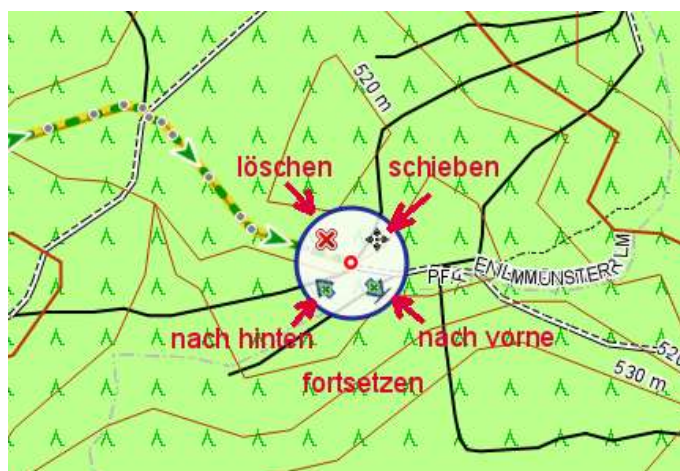 520 m
löschen
schieben
nach hinten
nach vorne
fortsetzen
530 m